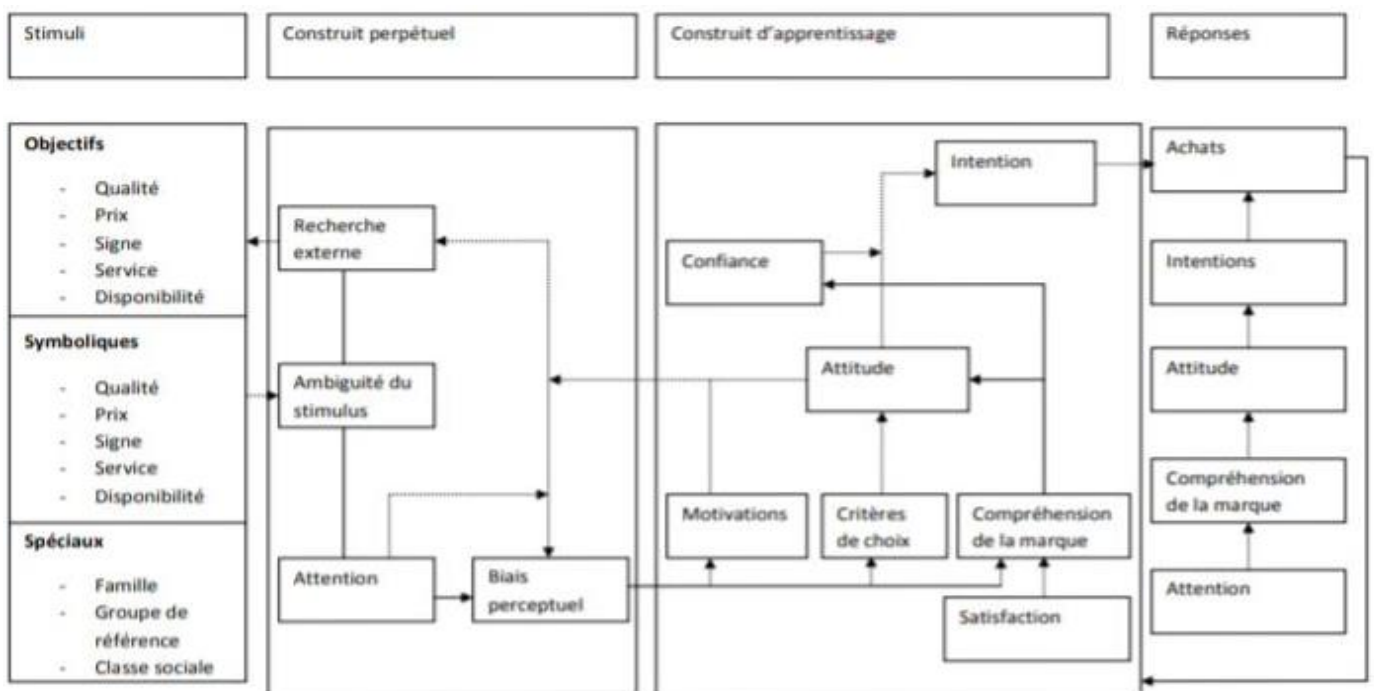 Stimuli
Construit perpétuel
Construit d'apprentissage
Réponses
Objectifs
- Qualité
- Prix
- Signe
- Service
- Disponibilité
Symboliques
- Qualité
- Prix
- Signe
- Service
- Disponibilité
Spéciaux
- Famille
- Groupe de
référence
- Classe sociale
Recherche
externe
Ambiguité du
stimulus
Attention
Biais
perceptuel
Intention
Confiance
Attitude
Motivations
Critères
de choix
Compréhension
de la marque
Satisfaction
Achats
Intentions
Attitude
Compréhension
de la marque
Attention